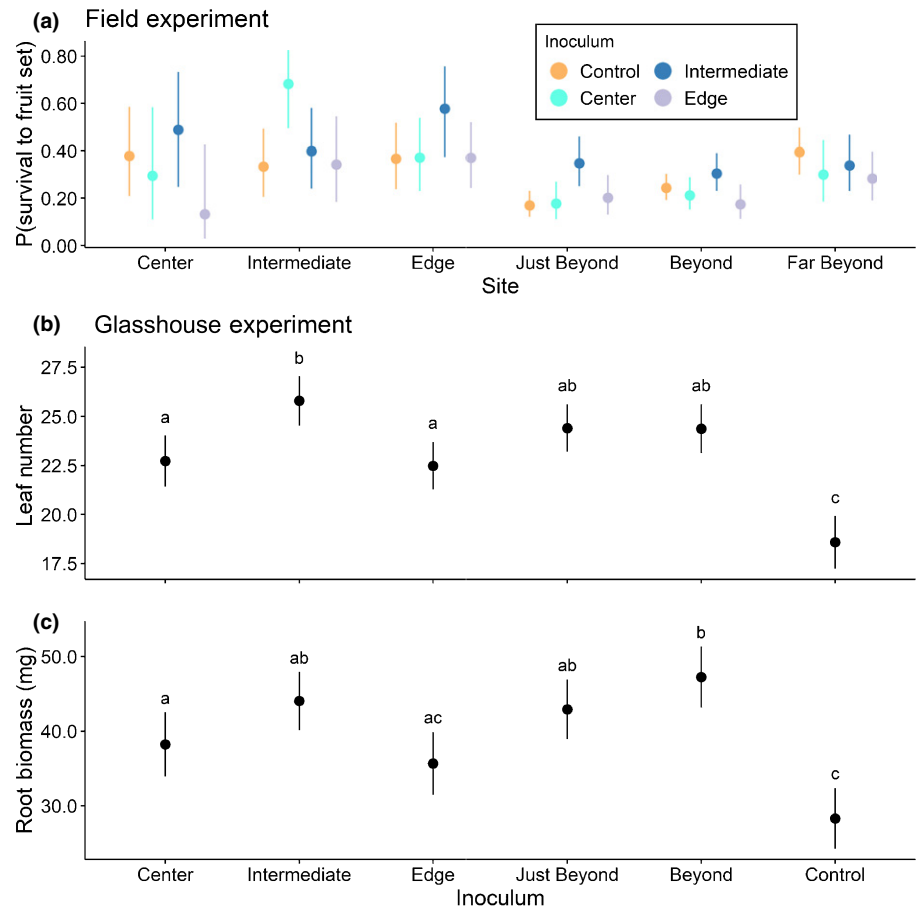 (a) Field experiment
P(survival to fruit set)
0.80
0.60
0.40
0.20
0.00
Inoculum
Control Intermediate
Center Edge
Center Intermediate Edge Just Beyond Beyond Far Beyond
Site
(b) Glasshouse experiment
Leaf number
27.5
25.0
22.5
20.0
17.5
a b a ab ab c
(c)
Root biomass (mg)
50.0
40.0
30.0
a ab ac ab b c
Center Intermediate Edge Just Beyond Beyond Control
Inoculum